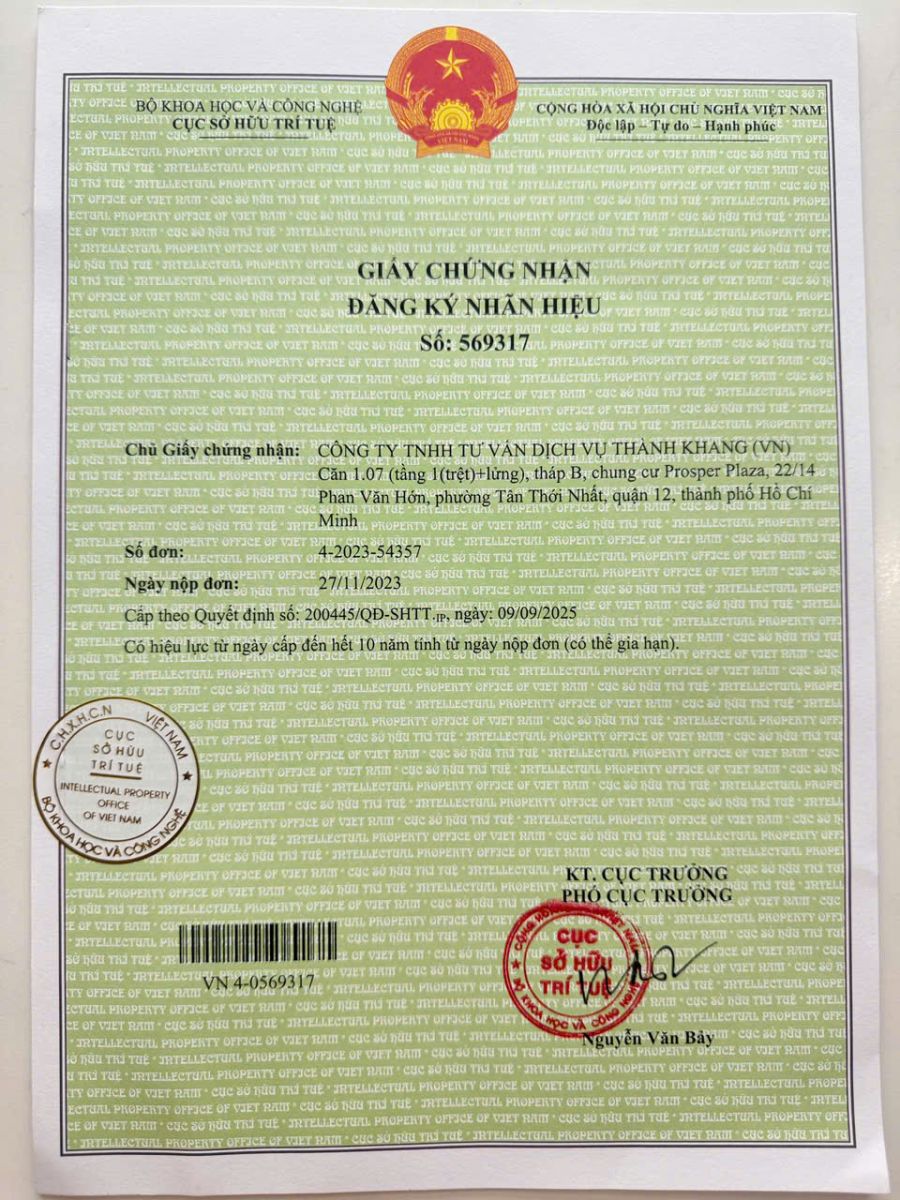 BỘ KHOA HỌC VÀ CÔNG NGHỆ
CỤC SỞ HỮU TRÍ TUỆ
CỘNG HÒA XÃ HỘI CHỦ NGHĨA VIỆT NAM
Độc lập – Tự do – Hạnh phúc
VIỆT NAM
GIẤY CHỨNG NHẬN
ĐĂNG KÝ NHÃN HIỆU
Số: 569317
Chủ Giấy chứng nhận: CÔNG TY TNHH TƯ VẤN DỊCH VỤ THÀNH KHANG (VN)
Căn 1.07 (tầng 1(trệt)+lửng), tháp B, chung cư Prosper Plaza, 22/14
Phan Văn Hớn, phường Tân Thới Nhất, quận 12, thành phố Hồ Chí
Minh
Số đơn: 4-2023-54357
Ngày nộp đơn: 27/11/2023
Cấp theo Quyết định số: 200445/QĐ-SHTT.IP, ngày: 09/09/2025
Có hiệu lực từ ngày cấp đến hết 10 năm tính từ ngày nộp đơn (có thể gia hạn).
C.H.X.H.C.N VIỆT NAM
CỤC
SỞ HỮU
TRÍ TUỆ
INTELLECTUAL PROPERTY
OFFICE
OF VIET NAM
BỘ KHOA HỌC VÀ CÔNG NGHỆ
KT. CỤC TRƯỞNG
PHÓ CỤC TRƯỞNG
CỤC
SỞ HỮU
TRÍ TUỆ
BỘ KHOA HỌC VÀ CÔNG NGHỆ
Nguyễn Văn Bảy
VN 4-0569317